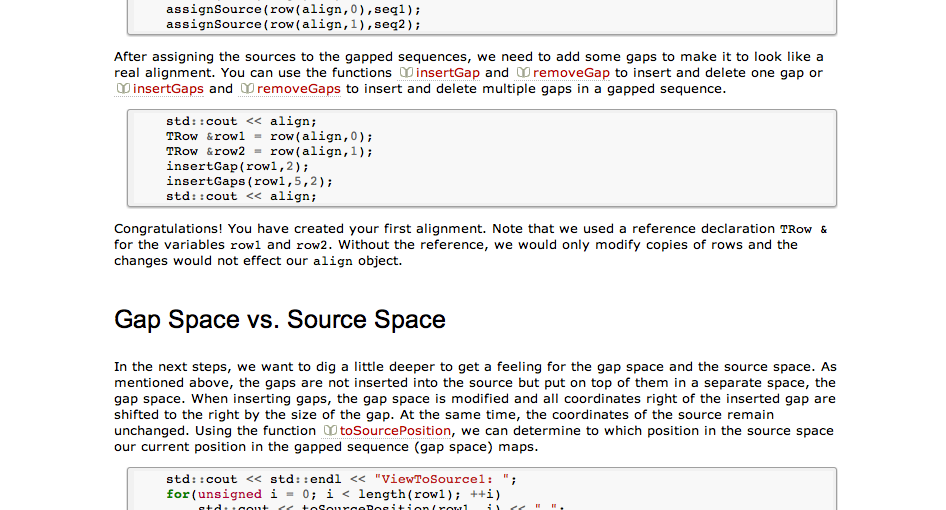 assignSource(row(align,0),seq1);
assignSource(row(align,1),seq2);
After assigning the sources to the gapped sequences, we need to add some gaps to make it to look like a
real alignment. You can use the functions insertGap and removeGap to insert and delete one gap or
insertGaps and removeGaps to insert and delete multiple gaps in a gapped sequence.
std::cout << align;
TRow &row1 = row(align,0);
TRow &row2 = row(align,1);
insertGap(row1,2);
insertGaps(row1,5,2);
std::cout << align;
Congratulations! You have created your first alignment. Note that we used a reference declaration TRow &
for the variables row1 and row2. Without the reference, we would only modify copies of rows and the
changes would not effect our align object.
Gap Space vs. Source Space
In the next steps, we want to dig a little deeper to get a feeling for the gap space and the source space. As
mentioned above, the gaps are not inserted into the source but put on top of them in a separate space, the
gap space. When inserting gaps, the gap space is modified and all coordinates right of the inserted gap are
shifted to the right by the size of the gap. At the same time, the coordinates of the source remain
unchanged. Using the function toSourcePosition, we can determine to which position in the source space
our current position in the gapped sequence (gap space) maps.
std::cout << std::endl << "ViewToSource1: ";
for(unsigned i = 0; i < length(row1); ++i)
std::cout << toSourcePosition(row1, i) << " ";